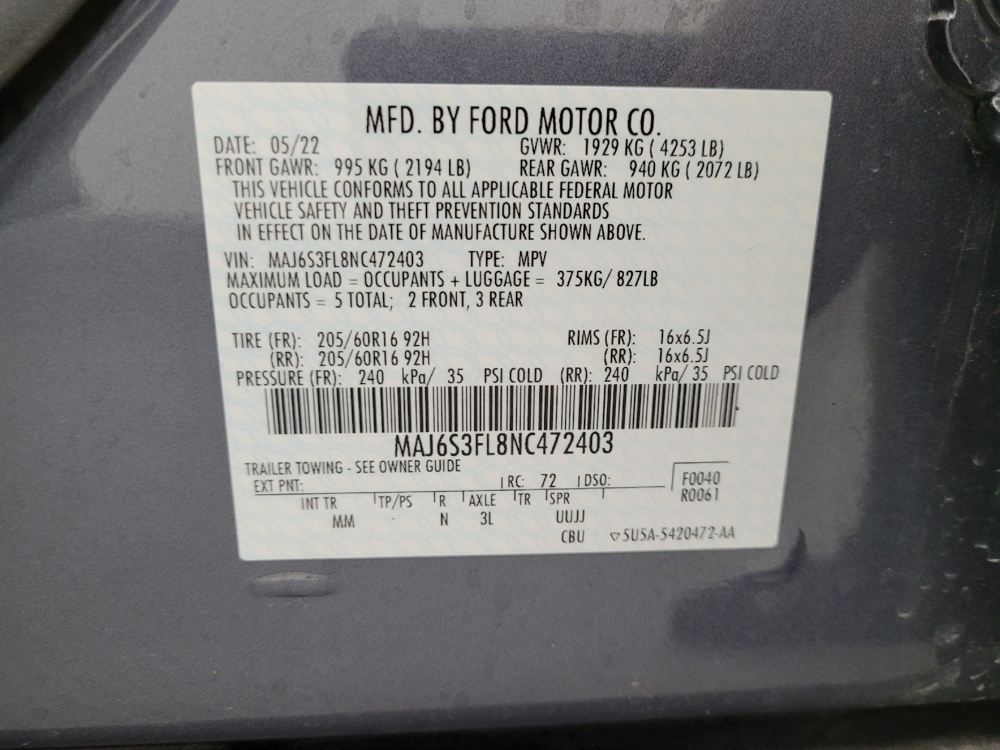 MFD. BY FORD MOTOR CO.
DATE: 05/22 GVWR: 1929 KG ( 4253 LB)
FRONT GAWR: 995 KG ( 2194 LB) REAR GAWR: 940 KG ( 2072 LB)
THIS VEHICLE CONFORMS TO ALL APPLICABLE FEDERAL MOTOR
VEHICLE SAFETY AND THEFT PREVENTION STANDARDS
IN EFFECT ON THE DATE OF MANUFACTURE SHOWN ABOVE.
VIN: MAJ6S3FL8NC472403 TYPE: MPV
MAXIMUM LOAD = OCCUPANTS + LUGGAGE = 375KG/ 827LB
OCCUPANTS = 5 TOTAL; 2 FRONT, 3 REAR
TIRE (FR): 205/60R16 92H RIMS (FR): 16x6.5J
(RR): 205/60R16 92H (RR): 16x6.5J
PRESSURE (FR): 240 kPa/ 35 PSI COLD (RR): 240 kPa/ 35 PSI COLD
MAJ6S3FL8NC472403
TRAILER TOWING - SEE OWNER GUIDE
EXT PNT: RC: 72 DSO: F0040
R0061
INT TR TP/PS R AXLE TR SPR
MM N 3L UUJJ
CBU ▽5U5A-5420472-AA